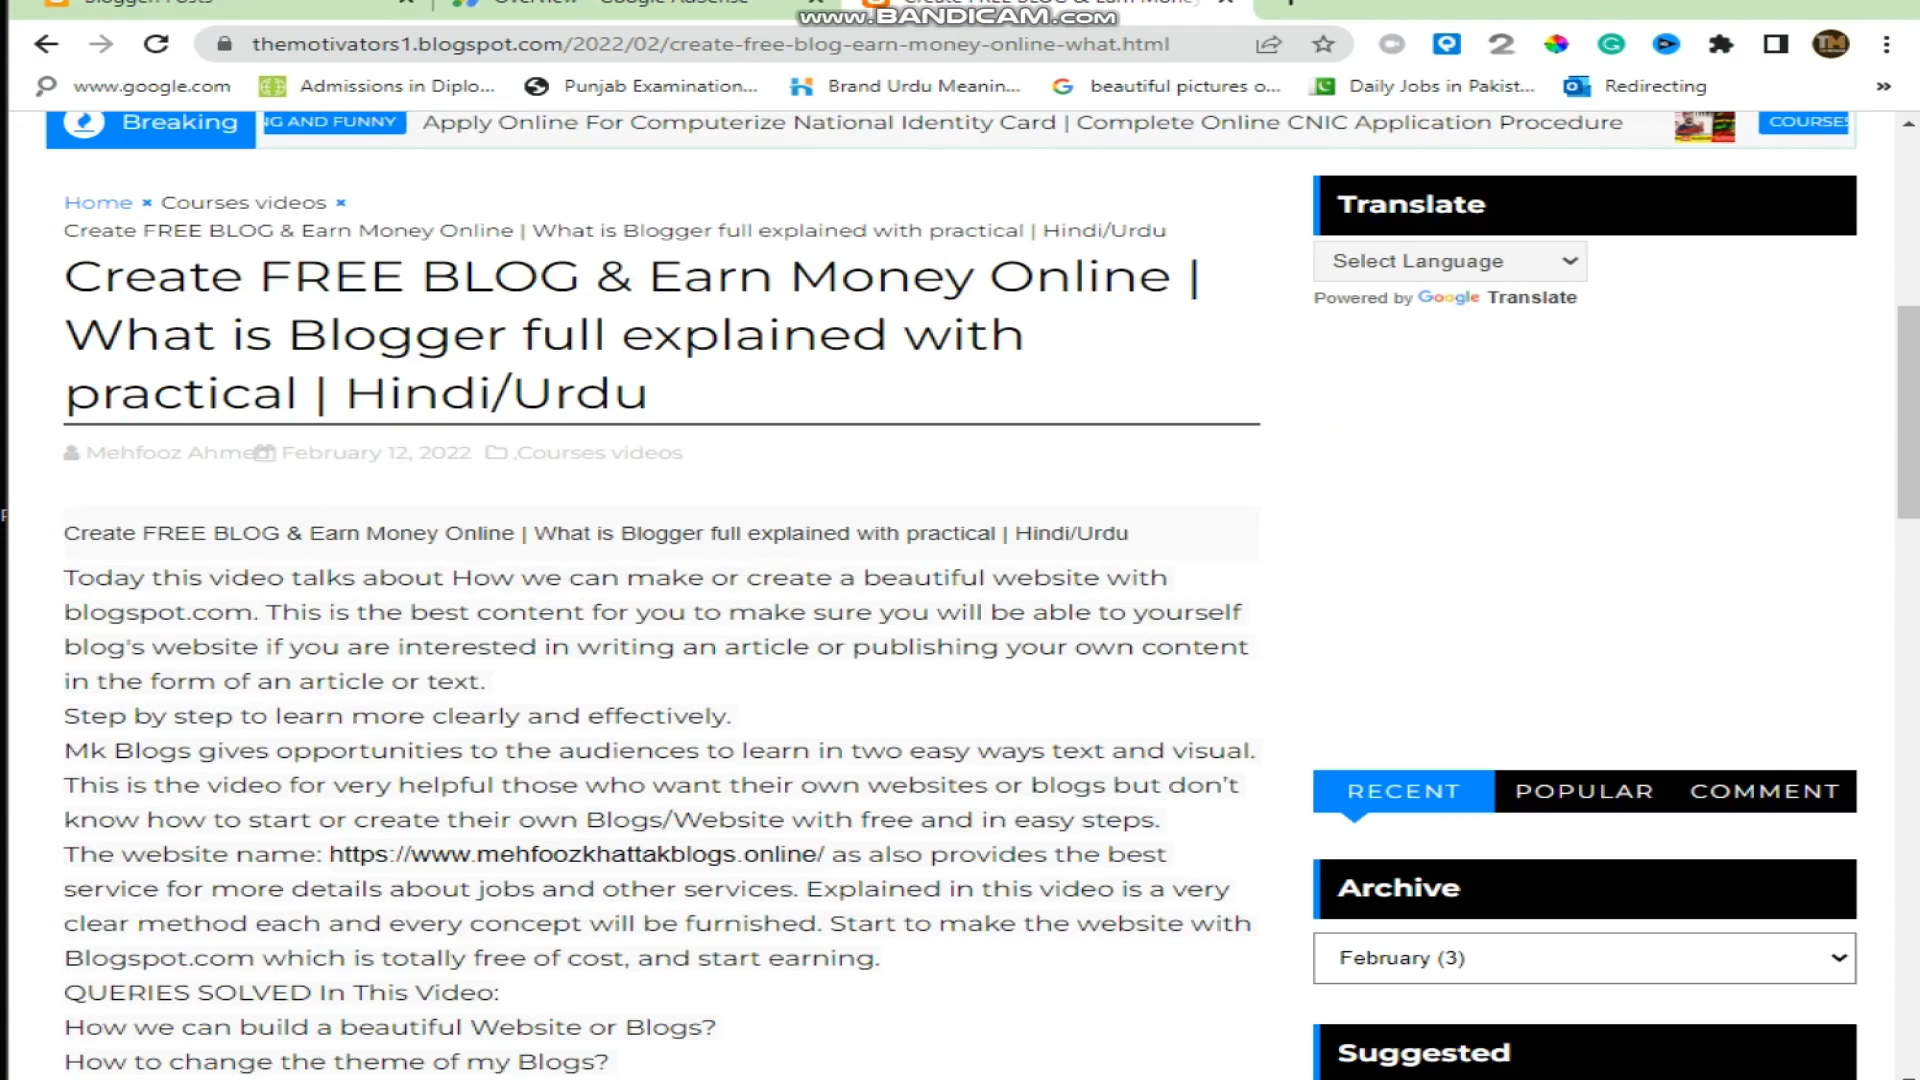 www.BANDICAM.com
themotivators1.blogspot.com/2022/02/create-free-blog-earn-money-online-what.html
www.google.com Admissions in Diplo... Punjab Examination... Brand Urdu Meanin... beautiful pictures o... Daily Jobs in Pakist... Redirecting »
Breaking NG AND FUNNY Apply Online For Computerize National Identity Card | Complete Online CNIC Application Procedure COURSES
Home × Courses videos ×
Create FREE BLOG & Earn Money Online | What is Blogger full explained with practical | Hindi/Urdu
Create FREE BLOG & Earn Money Online |
What is Blogger full explained with
practical | Hindi/Urdu
Mehfooz Ahme February 12, 2022 ,Courses videos
Create FREE BLOG & Earn Money Online | What is Blogger full explained with practical | Hindi/Urdu
Today this video talks about How we can make or create a beautiful website with
blogspot.com. This is the best content for you to make sure you will be able to yourself
blog's website if you are interested in writing an article or publishing your own content
in the form of an article or text.
Step by step to learn more clearly and effectively.
Mk Blogs gives opportunities to the audiences to learn in two easy ways text and visual.
This is the video for very helpful those who want their own websites or blogs but don't
know how to start or create their own Blogs/Website with free and in easy steps.
The website name: https://www.mehfoozkhattakblogs.online/ as also provides the best
service for more details about jobs and other services. Explained in this video is a very
clear method each and every concept will be furnished. Start to make the website with
Blogspot.com which is totally free of cost, and start earning.
QUERIES SOLVED In This Video:
How we can build a beautiful Website or Blogs?
How to change the theme of my Blogs?
Translate
Select Language
Powered by Google Translate
RECENT POPULAR COMMENT
Archive
February (3)
Suggested